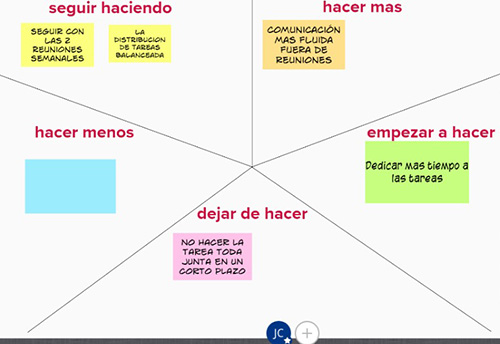 seguir haciendo
hacer mas
SEGUIR CON
LAS 2
REUNIONES
SEMANALES
LA
DISTRIBUCION
DE TAREAS
BALANCEADA
COMUNICACIÓN
MAS FLUIDA
FUERA DE
REUNIONES
hacer menos
empezar a hacer
Dedicar mas tiempo a
las tareas
dejar de hacer
NO HACER LA
TAREA TODA
JUNTA EN UN
CORTO PLAZO
JC